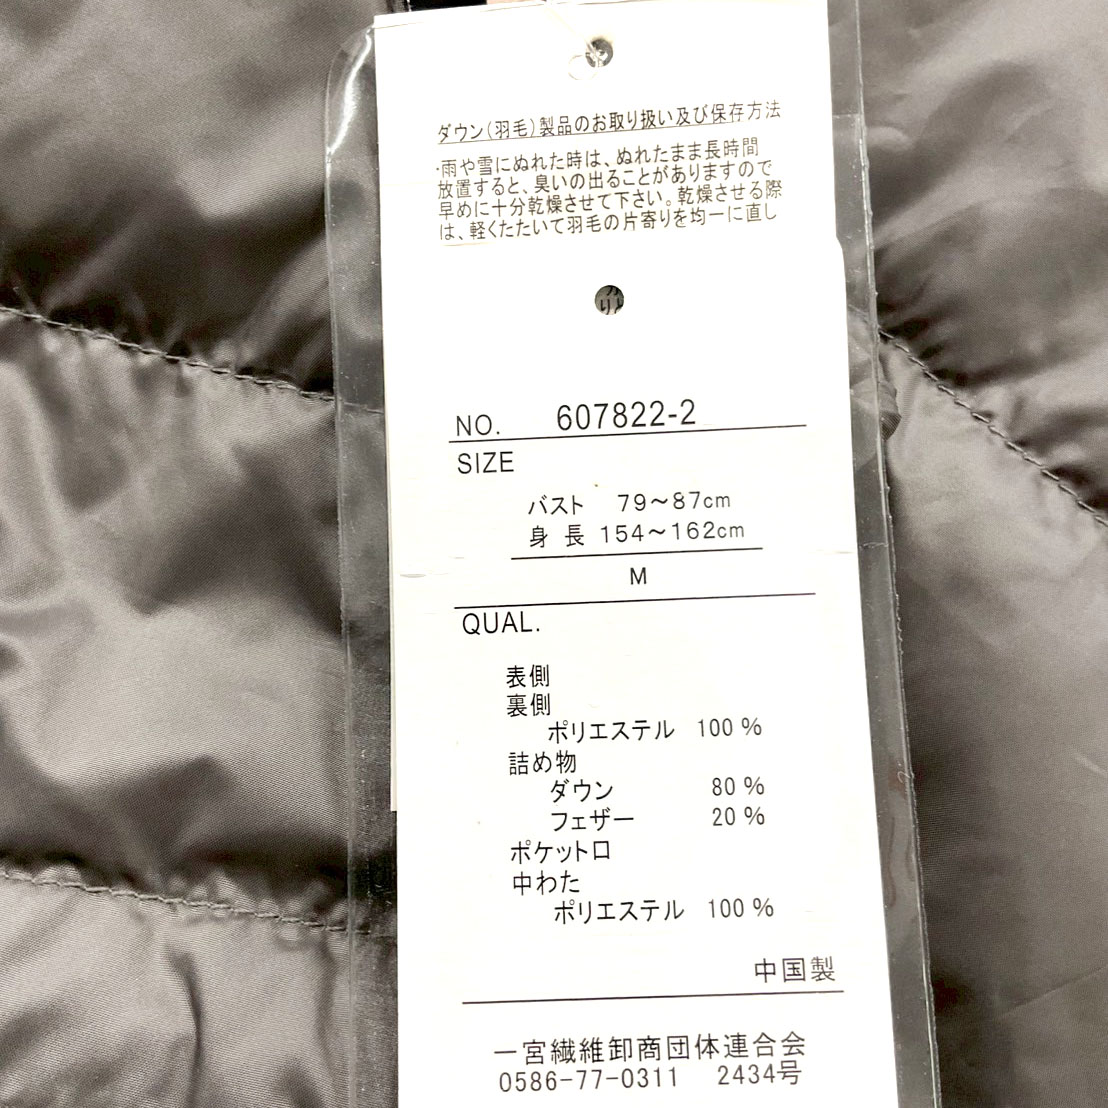 ダウン(羽毛)製品のお取り扱い及び保存方法
・雨や雪にぬれた時は、ぬれたまま長時間
放置すると、臭いの出ることがありますので
早めに十分乾燥させて下さい。乾燥させる際
は、軽くたたいて羽毛の片寄りを均一に直し
NO. 607822-2
SIZE
バスト 79～87cm
身長 154～162cm
M
QUAL.
表側
裏側
ポリエステル 100%
詰め物
ダウン 80%
フェザー 20%
ポケット口
中わた
ポリエステル 100%
中国製
一宮繊維卸商団体連合会
0586-77-0311 2434号